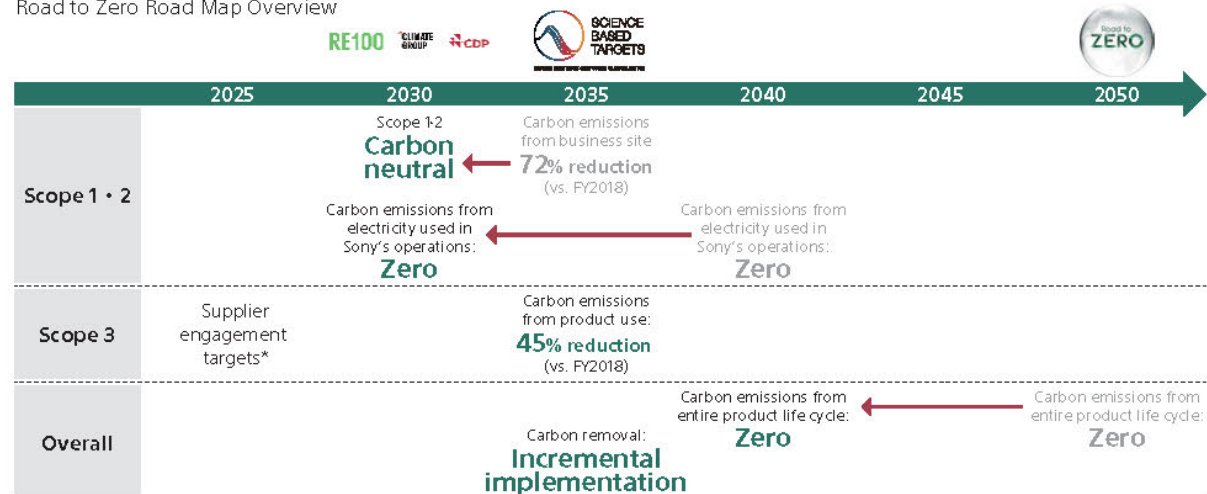 Road to Zero Road Map Overview
RE100
°CLIMATE
GROUP
CDP
SCIENCE
BASED
TARGETS
Road to
ZERO
2025 2030 2035 2040 2045 2050
Scope 1·2
Scope 1·2
Carbon
neutral
Carbon emissions
from business site
72% reduction
(vs. FY2018)
Carbon emissions from
electricity used in
Sony's operations:
Zero
Carbon emissions from
electricity used in
Sony's operations:
Zero
Scope 3
Supplier
engagement
targets*
Carbon emissions
from product use:
45% reduction
(vs. FY2018)
Overall
Carbon removal:
Incremental
implementation
Carbon emissions from
entire product life cycle:
Zero
Carbon emissions from
entire product life cycle:
Zero